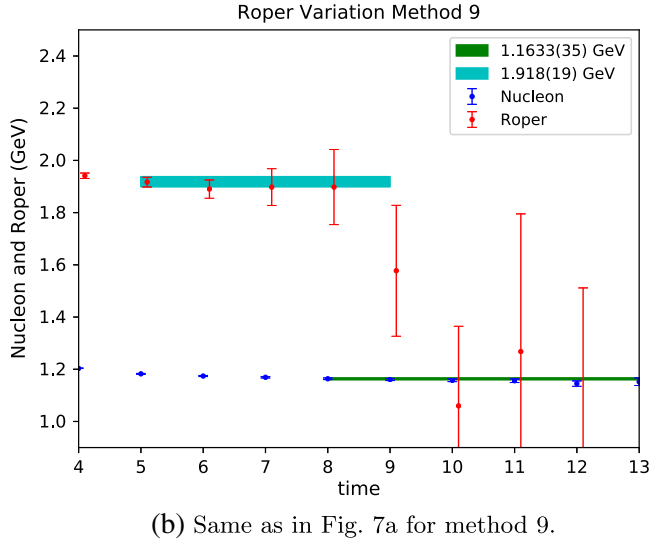 Roper Variation Method 9
Nucleon and Roper (GeV)
2.4
2.2
2.0
1.8
1.6
1.4
1.2
1.0
1.1633(35) GeV
1.918(19) GeV
Nucleon
Roper
4 5 6 7 8 9 10 11 12 13
time
(b) Same as in Fig. 7a for method 9.